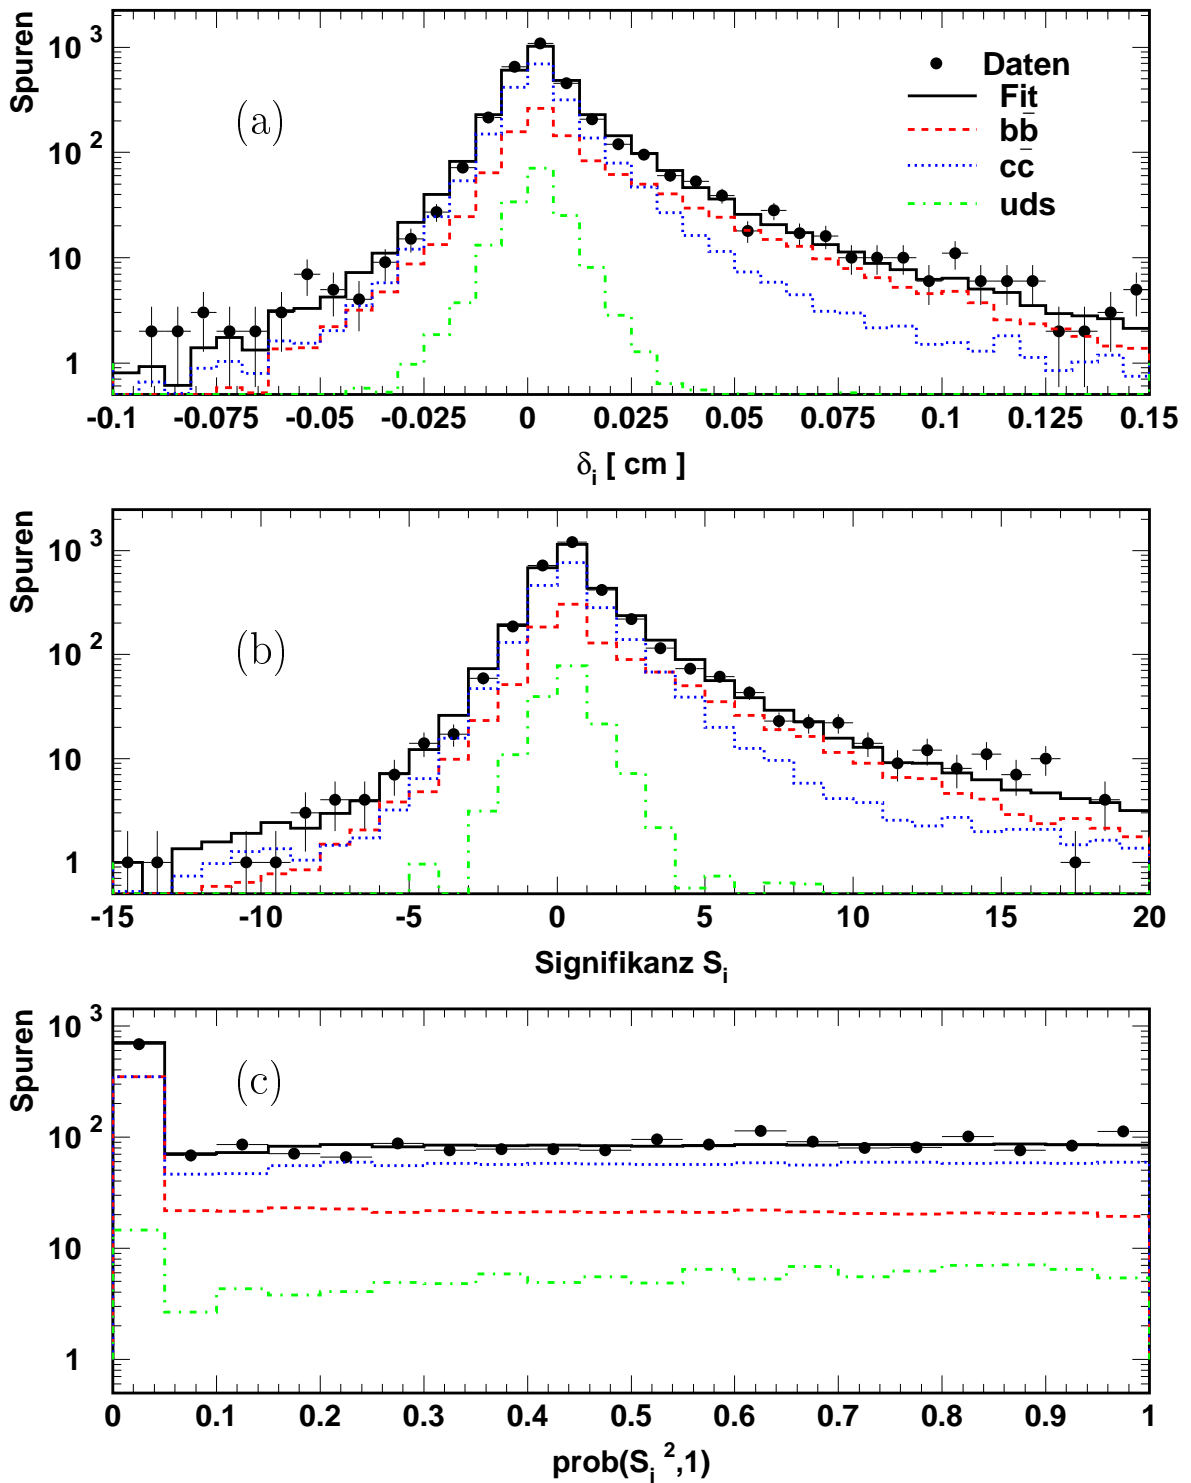 Spuren
10 3
10 2
10
1
(a)
Daten
Fit
bb̄
cc̄
uds
-0.1 -0.075 -0.05 -0.025 0 0.025 0.05 0.075 0.1 0.125 0.15
δi [ cm ]
Spuren
10 3
10 2
10
1
(b)
-15 -10 -5 0 5 10 15 20
Signifikanz Si
Spuren
10 3
10 2
10
1
(c)
0 0.1 0.2 0.3 0.4 0.5 0.6 0.7 0.8 0.9 1
prob(Si 2,1)